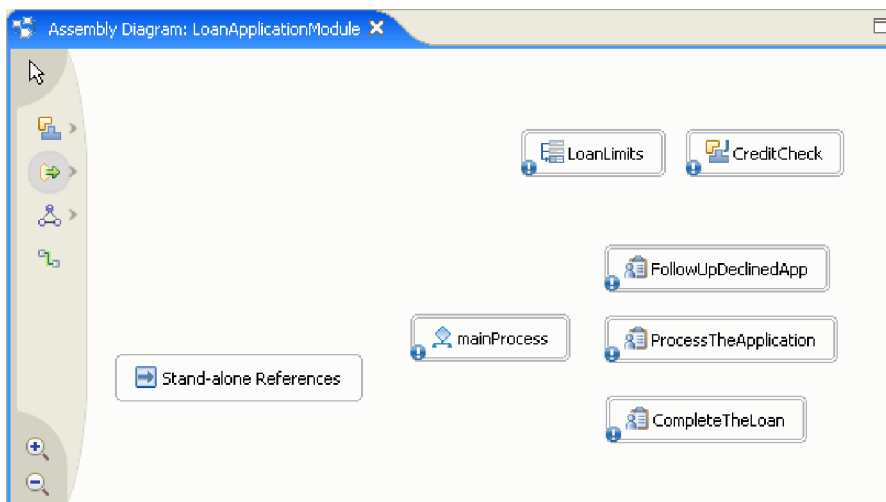 Assembly Diagram: LoanApplicationModule
LoanLimits
CreditCheck
FollowUpDeclinedApp
mainProcess
ProcessTheApplication
Stand-alone References
CompleteTheLoan